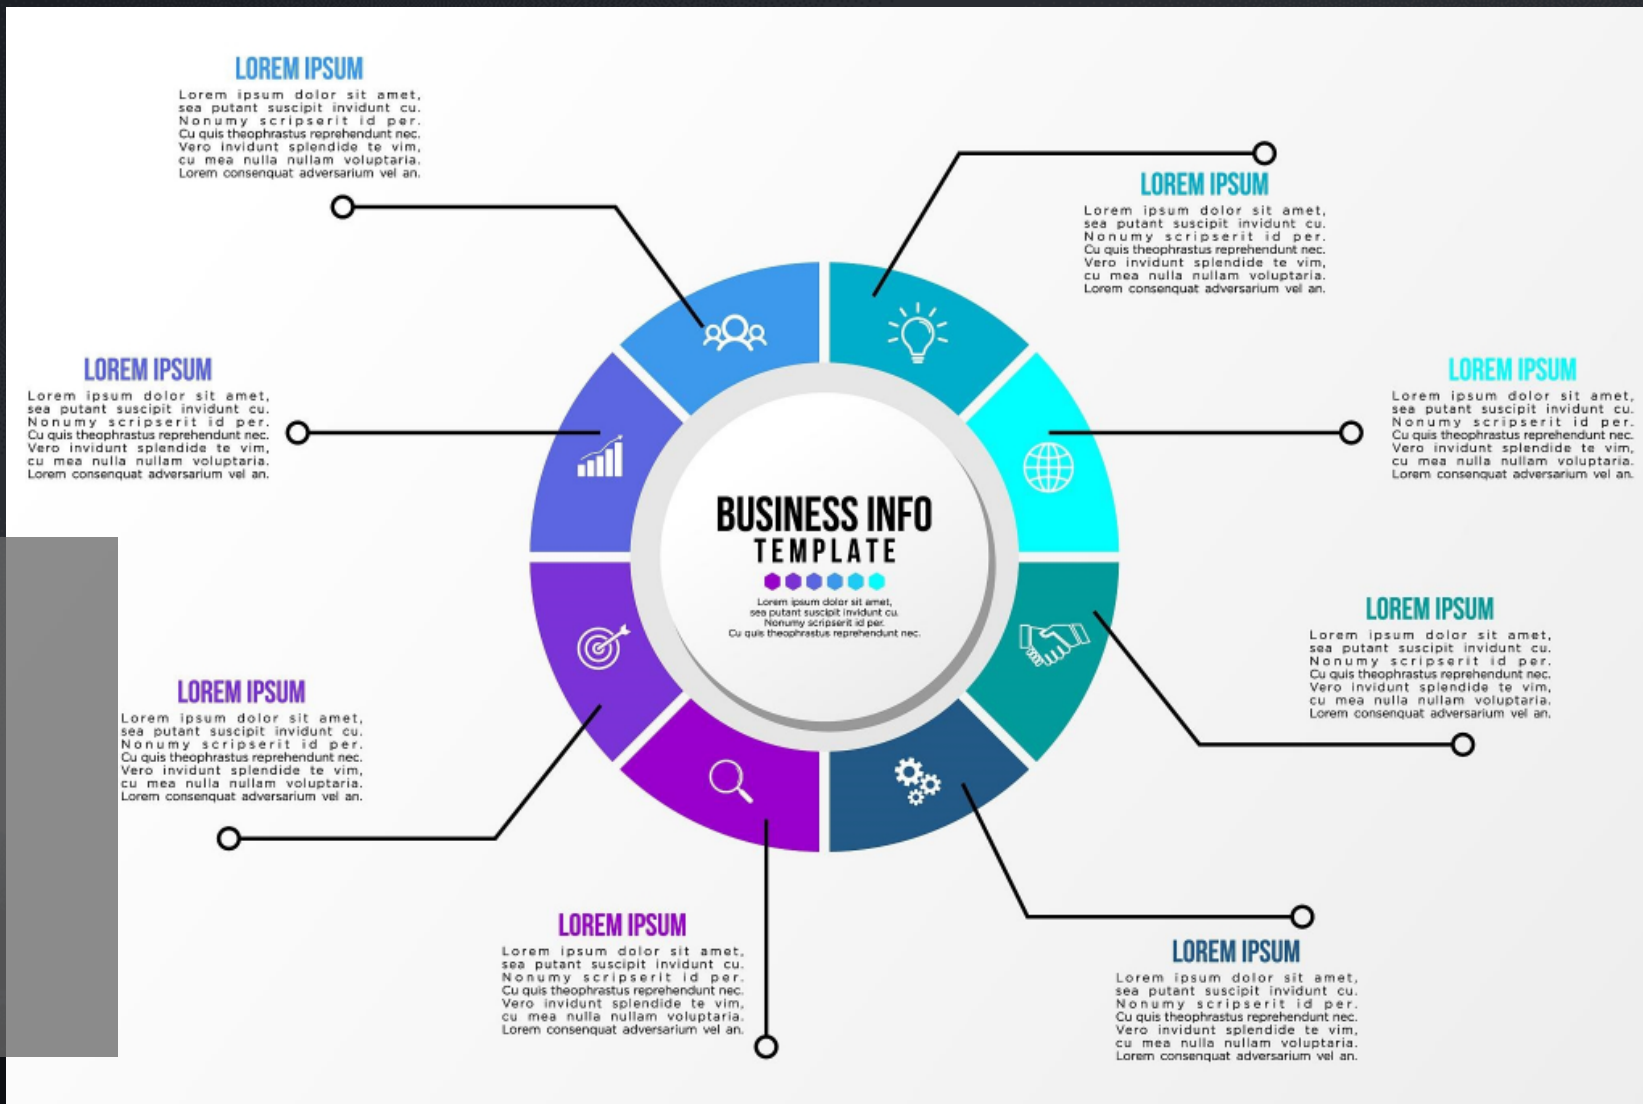 LOREM IPSUM
Lorem ipsum dolor sit amet,
sea putant suscipit invidunt cu.
Nonumy scripserit id per.
Cu quis theophrastus reprehendunt nec.
Vero invidunt splendide te vim,
cu mea nulla nullam voluptaria.
Lorem consenquat adversarium vel an.
LOREM IPSUM
Lorem ipsum dolor sit amet,
sea putant suscipit invidunt cu.
Nonumy scripserit id per.
Cu quis theophrastus reprehendunt nec.
Vero invidunt splendide te vim,
cu mea nulla nullam voluptaria.
Lorem consenquat adversarium vel an.
LOREM IPSUM
Lorem ipsum dolor sit amet,
sea putant suscipit invidunt cu.
Nonumy scripserit id per.
Cu quis theophrastus reprehendunt nec.
Vero invidunt splendide te vim,
cu mea nulla nullam voluptaria.
Lorem consenquat adversarium vel an.
LOREM IPSUM
Lorem ipsum dolor sit amet,
sea putant suscipit invidunt cu.
Nonumy scripserit id per.
Cu quis theophrastus reprehendunt nec.
Vero invidunt splendide te vim,
cu mea nulla nullam voluptaria.
Lorem consenquat adversarium vel an.
BUSINESS INFO
TEMPLATE
Lorem ipsum dolor sit amet,
sea putant suscipit invidunt cu.
Nonumy scripserit id per.
Cu quis theophrastus reprehendunt nec.
LOREM IPSUM
Lorem ipsum dolor sit amet,
sea putant suscipit invidunt cu.
Nonumy scripserit id per.
Cu quis theophrastus reprehendunt nec.
Vero invidunt splendide te vim,
cu mea nulla nullam voluptaria.
Lorem consenquat adversarium vel an.
LOREM IPSUM
Lorem ipsum dolor sit amet,
sea putant suscipit invidunt cu.
Nonumy scripserit id per.
Cu quis theophrastus reprehendunt nec.
Vero invidunt splendide te vim,
cu mea nulla nullam voluptaria.
Lorem consenquat adversarium vel an.
LOREM IPSUM
Lorem ipsum dolor sit amet,
sea putant suscipit invidunt cu.
Nonumy scripserit id per.
Cu quis theophrastus reprehendunt nec.
Vero invidunt splendide te vim,
cu mea nulla nullam voluptaria.
Lorem consenquat adversarium vel an.
LOREM IPSUM
Lorem ipsum dolor sit amet,
sea putant suscipit invidunt cu.
Nonumy scripserit id per.
Cu quis theophrastus reprehendunt nec.
Vero invidunt splendide te vim,
cu mea nulla nullam voluptaria.
Lorem consenquat adversarium vel an.